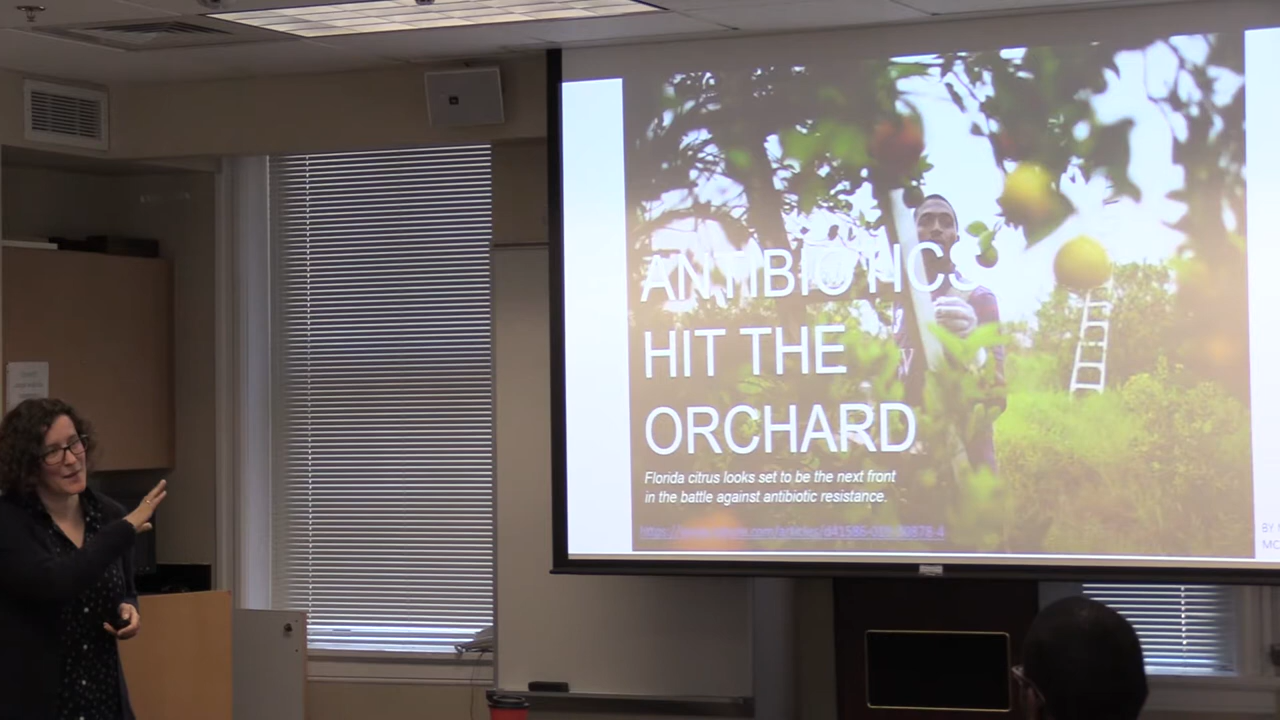 ANTIBIOTICS
HIT THE
ORCHARD
Florida citrus looks set to be the next front
in the battle against antibiotic resistance.
BY